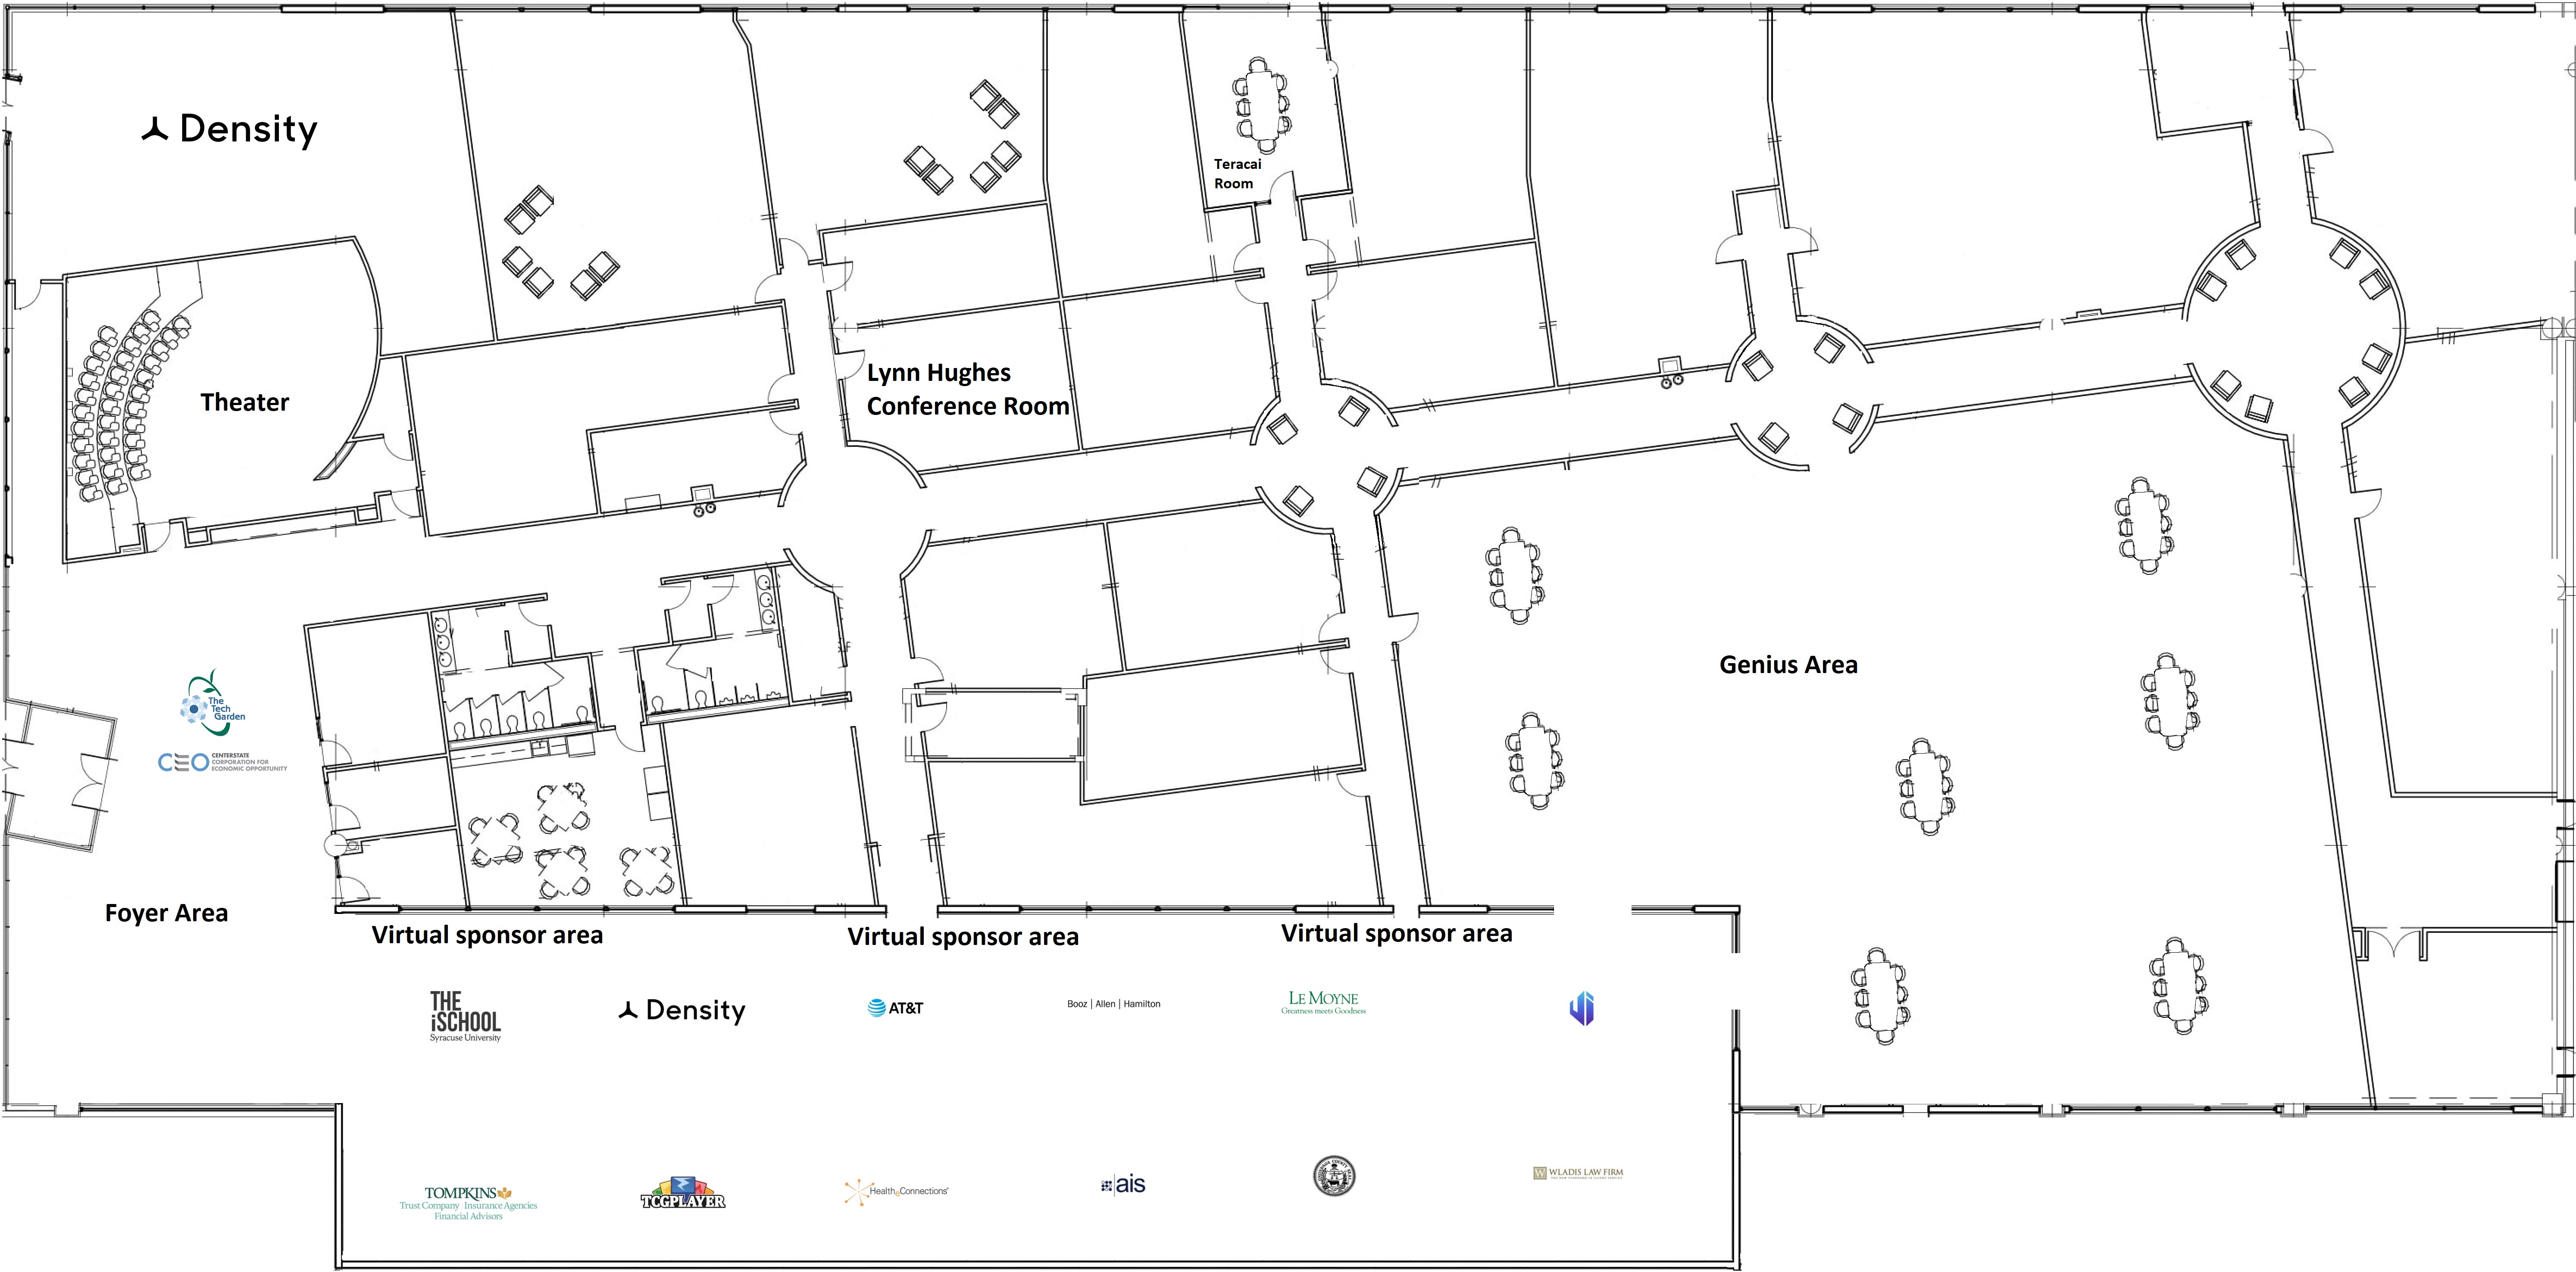 Density
Teracai
Room
Theater
Lynn Hughes
Conference Room
Genius Area
The
Tech
Garden
CEO
CENTERSTATE
CORPORATION FOR
ECONOMIC OPPORTUNITY
Foyer Area
Virtual sponsor area
Virtual sponsor area
Virtual sponsor area
THE
iSCHOOL
Syracuse University
Density
AT&T
Booz | Allen | Hamilton
LE MOYNE
Greatness meets Goodness
TOMPKINS
Trust Company Insurance Agencies
Financial Advisors
TCGPLAYER
HealtheConnections
ais
W WLADIS LAW FIRM